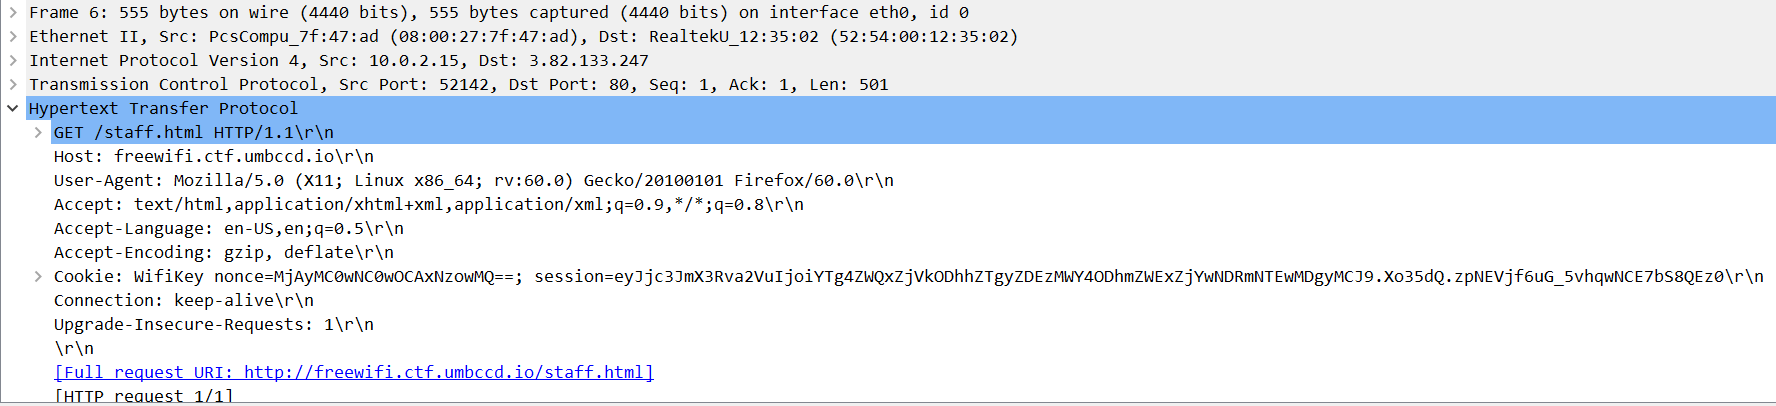 Frame 6: 555 bytes on wire (4440 bits), 555 bytes captured (4440 bits) on interface eth0, id 0
Ethernet II, Src: PcsCompu_7f:47:ad (08:00:27:7f:47:ad), Dst: RealtekU_12:35:02 (52:54:00:12:35:02)
Internet Protocol Version 4, Src: 10.0.2.15, Dst: 3.82.133.247
Transmission Control Protocol, Src Port: 52142, Dst Port: 80, Seq: 1, Ack: 1, Len: 501
Hypertext Transfer Protocol
GET /staff.html HTTP/1.1\r\n
Host: freewifi.ctf.umbccd.io\r\n
User-Agent: Mozilla/5.0 (X11; Linux x86_64; rv:60.0) Gecko/20100101 Firefox/60.0\r\n
Accept: text/html,application/xhtml+xml,application/xml;q=0.9,*/*;q=0.8\r\n
Accept-Language: en-US,en;q=0.5\r\n
Accept-Encoding: gzip, deflate\r\n
Cookie: WifiKey nonce=MjAyMC0wNC0wOCAxNzowMQ==; session=eyJjc3JmX3Rva2VuIjoiYTg4ZWQxZjVkODhhZTgyZDEzMWY4ODhmZWExZjYwNDRmNTEwMDgyMCJ9.Xo35dQ.zpNEVjf6uG_5vhqwNCE7bS8QEz0\r\n
Connection: keep-alive\r\n
Upgrade-Insecure-Requests: 1\r\n
\r\n
[Full request URI: http://freewifi.ctf.umbccd.io/staff.html]
[HTTP request 1/1]